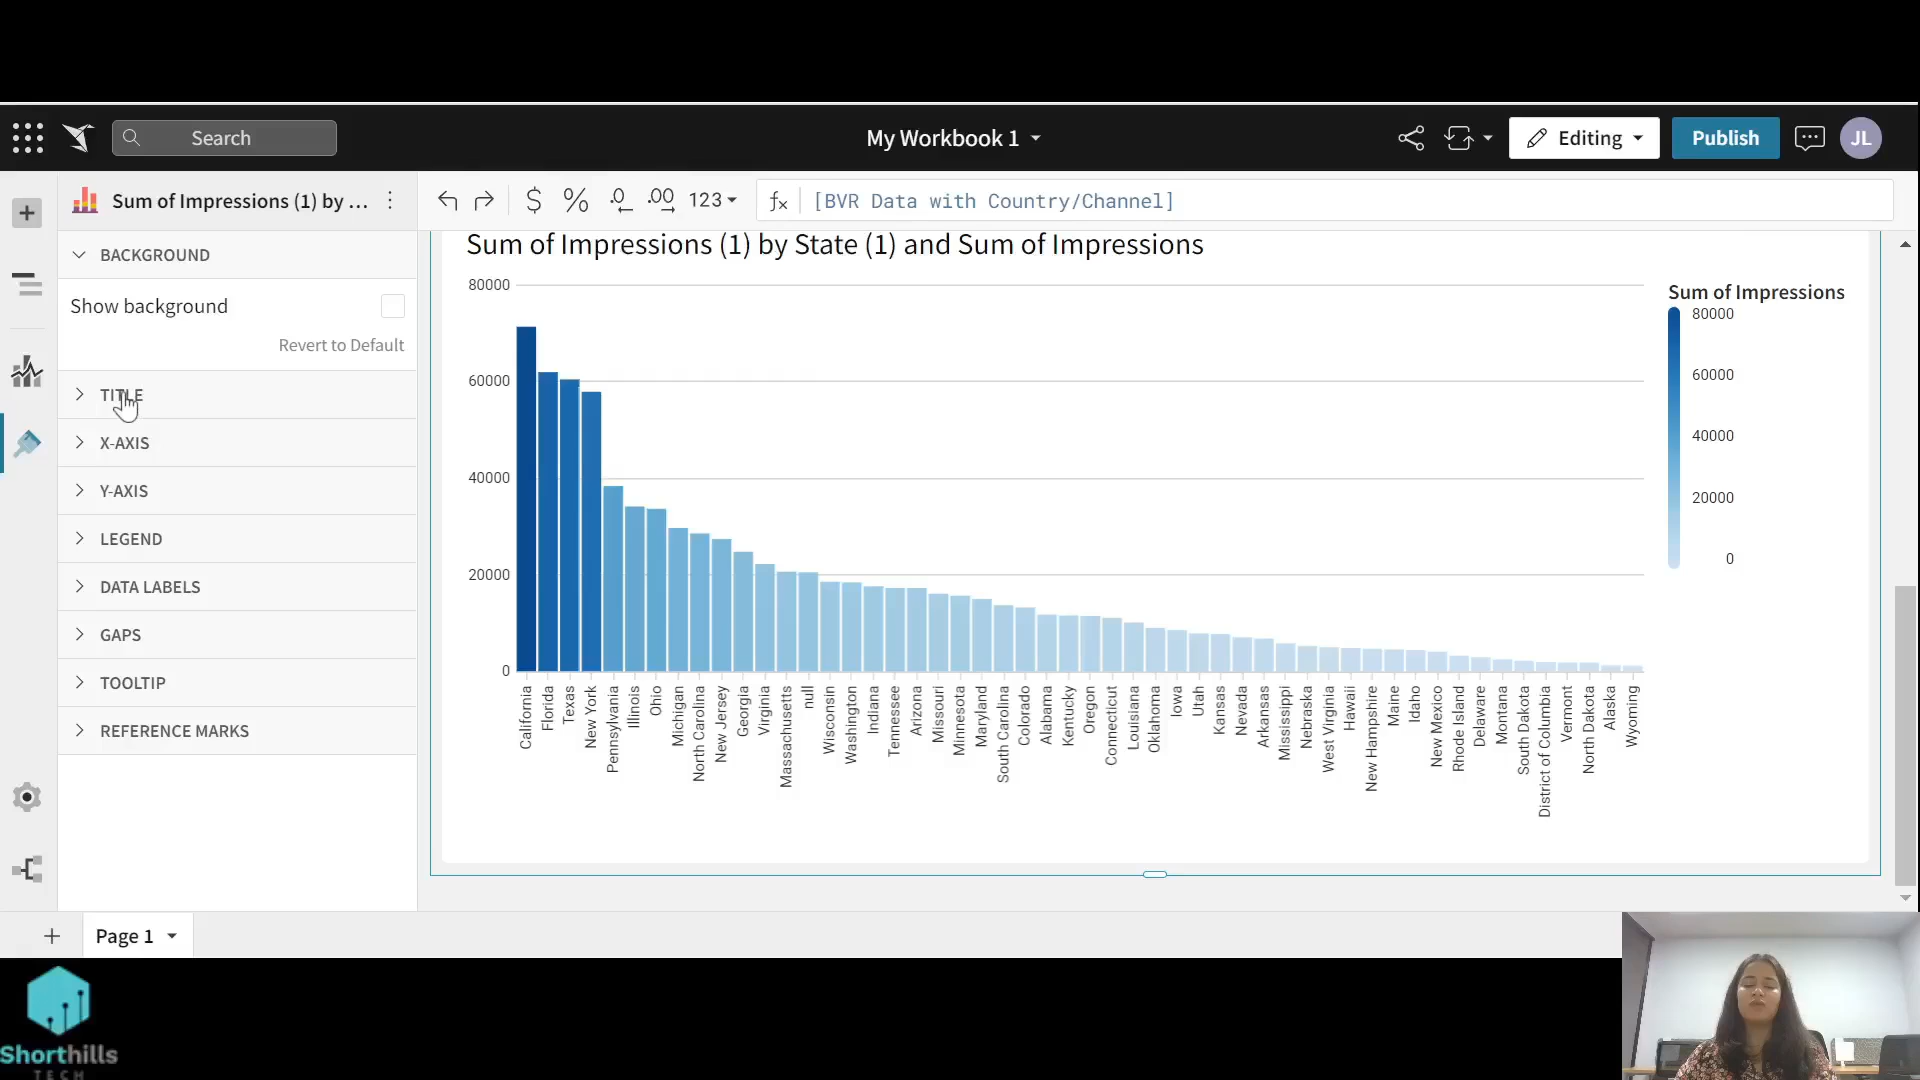 Search
My Workbook 1
Editing
Publish
JL
Sum of Impressions (1) by ...
$ % .0 .00 123
fx [BVR Data with Country/Channel]
BACKGROUND
Show background
Revert to Default
TITLE
X-AXIS
Y-AXIS
LEGEND
DATA LABELS
GAPS
TOOLTIP
REFERENCE MARKS
Sum of Impressions (1) by State (1) and Sum of Impressions
80000
60000
40000
20000
0
California
Florida
Texas
New York
Pennsylvania
Illinois
Ohio
Michigan
North Carolina
New Jersey
Georgia
Virginia
Massachusetts
null
Wisconsin
Washington
Indiana
Tennessee
Arizona
Missouri
Minnesota
Maryland
South Carolina
Colorado
Alabama
Kentucky
Oregon
Connecticut
Louisiana
Oklahoma
Iowa
Utah
Kansas
Nevada
Arkansas
Mississippi
Nebraska
West Virginia
Hawaii
New Hampshire
Maine
Idaho
New Mexico
Rhode Island
Delaware
Montana
South Dakota
District of Columbia
Vermont
North Dakota
Alaska
Wyoming
Sum of Impressions
80000
60000
40000
20000
0
Page 1
Shorthills
TECH